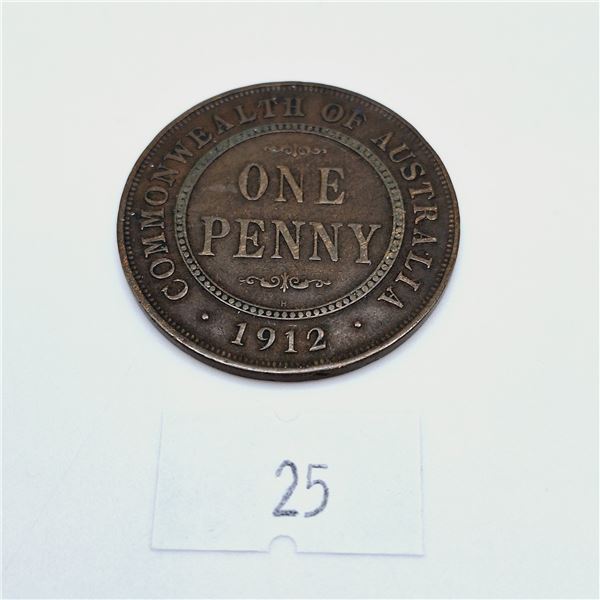 COMMONWEALTH OF AUSTRALIA
ONE
PENNY
H
· 1912 ·
25